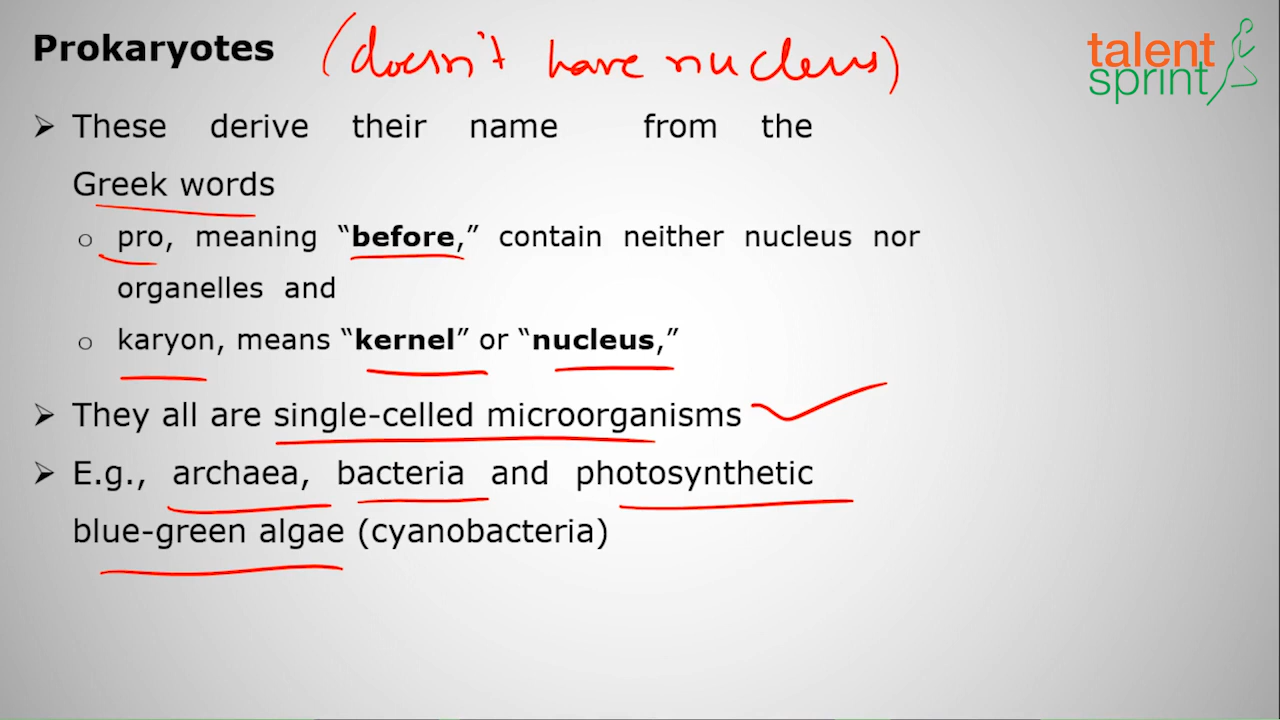 Prokaryotes (doesn't have nucleus)
talent
sprint
➢ These derive their name from the
Greek words
o pro, meaning “before,” contain neither nucleus nor
organelles and
o karyon, means “kernel” or “nucleus,”
➢ They all are single-celled microorganisms
➢ E.g., archaea, bacteria and photosynthetic
blue-green algae (cyanobacteria)